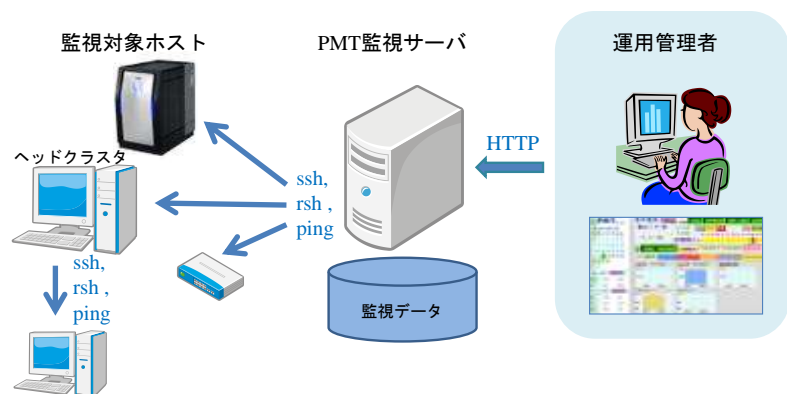 監視対象ホスト
PMT監視サーバ
運用管理者
ヘッドクラスタ
HTTP
ssh,
rsh ,
ping
ssh,
rsh ,
ping
監視データ